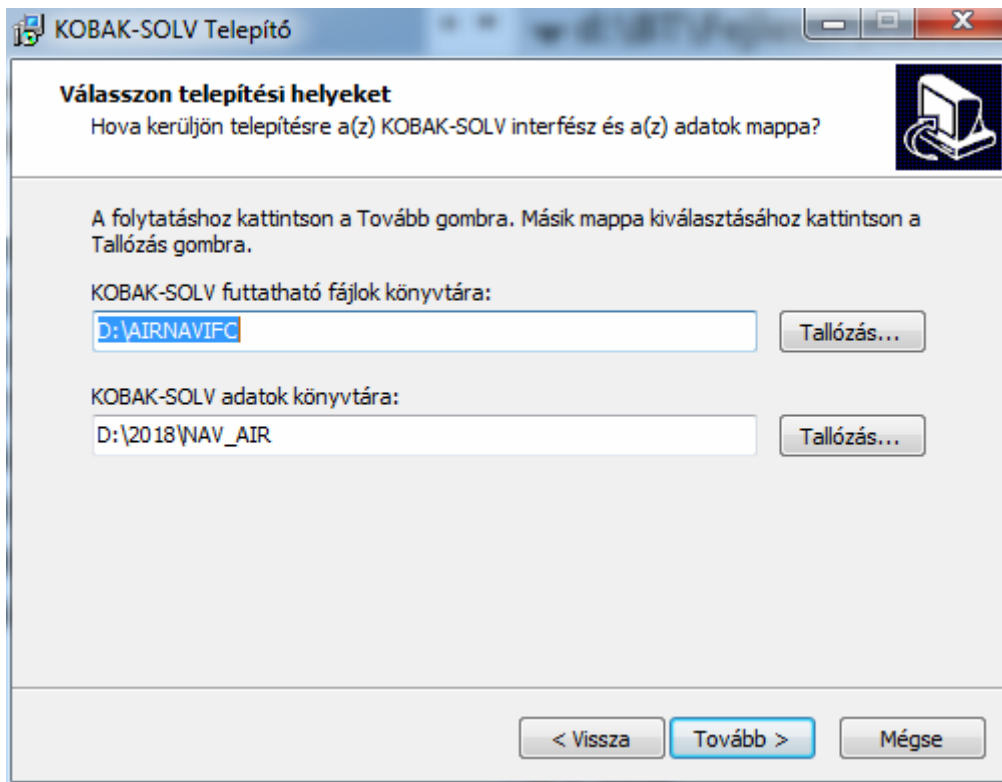 KOBAK-SOLV Telepítő
Válasszon telepítési helyeket
Hova kerüljön telepítésre a(z) KOBAK-SOLV interfész és a(z) adatok mappa?
A folytatáshoz kattintson a Tovább gombra. Másik mappa kiválasztásához kattintson a
Tallózás gombra.
KOBAK-SOLV futtatható fájlok könyvtára:
D:\AIRNAVIFC
Tallózás...
KOBAK-SOLV adatok könyvtára:
D:\2018\NAV_AIR
Tallózás...
< Vissza
Tovább >
Mégse